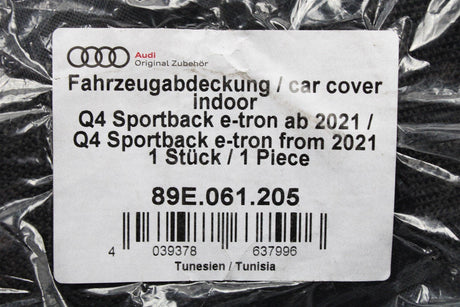 Audi
Original Zubehör
Fahrzeugabdeckung / car cover
indoor
Q4 Sportback e-tron ab 2021 /
Q4 Sportback e-tron from 2021
1 Stück / 1 Piece
89E.061.205
4 039378 637996
Tunesien / Tunisia